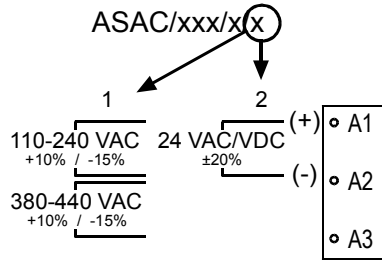 ASAC/xxx/x/x
1 2
110-240 VAC 24 VAC/VDC (+) A1
+10% / -15% ±20%
(-) A2
380-440 VAC
+10% / -15%
A3